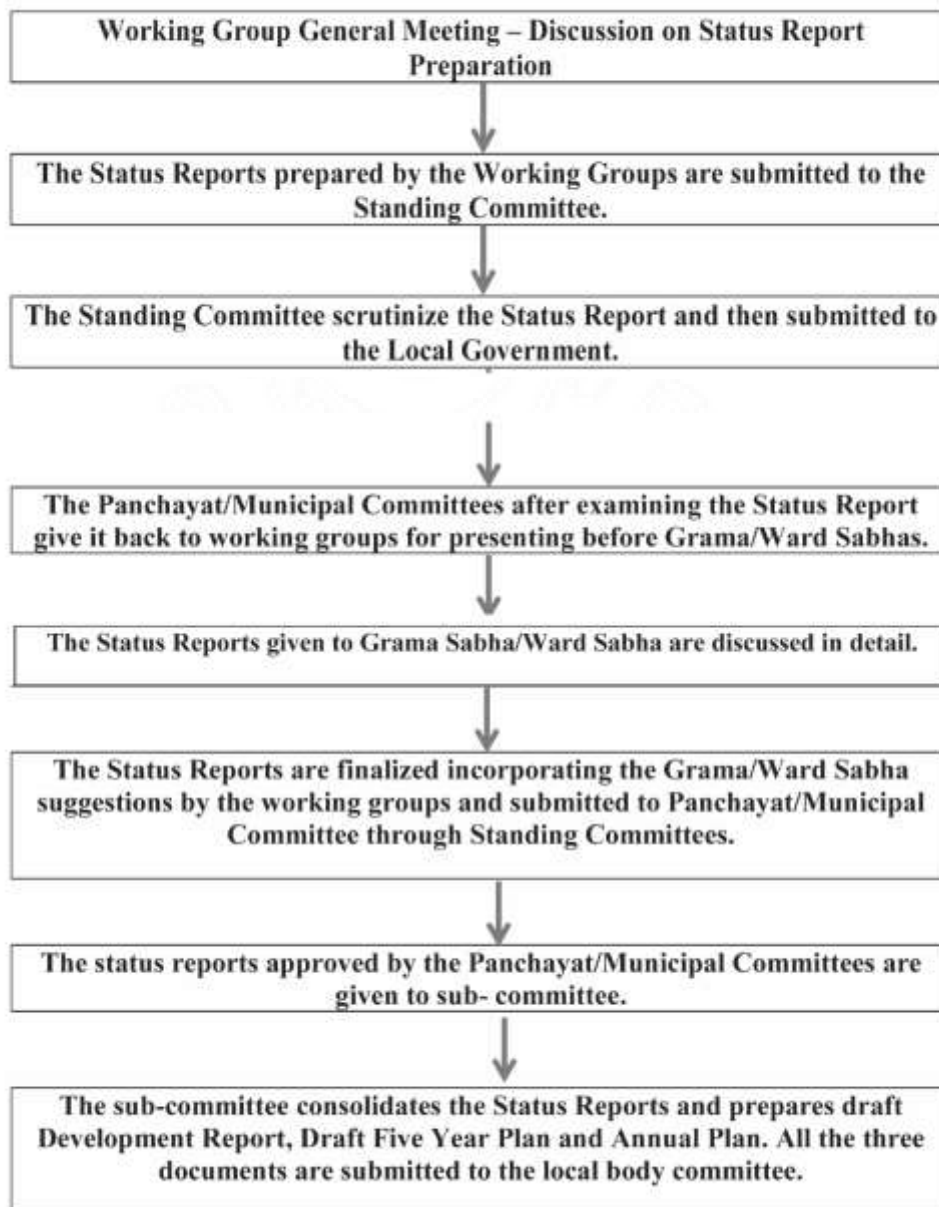 Working Group General Meeting – Discussion on Status Report
Preparation
The Status Reports prepared by the Working Groups are submitted to the
Standing Committee.
The Standing Committee scrutinize the Status Report and then submitted to
the Local Government.
The Panchayat/Municipal Committees after examining the Status Report
give it back to working groups for presenting before Grama/Ward Sabhas.
The Status Reports given to Grama Sabha/Ward Sabha are discussed in detail.
The Status Reports are finalized incorporating the Grama/Ward Sabha
suggestions by the working groups and submitted to Panchayat/Municipal
Committee through Standing Committees.
The status reports approved by the Panchayat/Municipal Committees are
given to sub- committee.
The sub-committee consolidates the Status Reports and prepares draft
Development Report, Draft Five Year Plan and Annual Plan. All the three
documents are submitted to the local body committee.